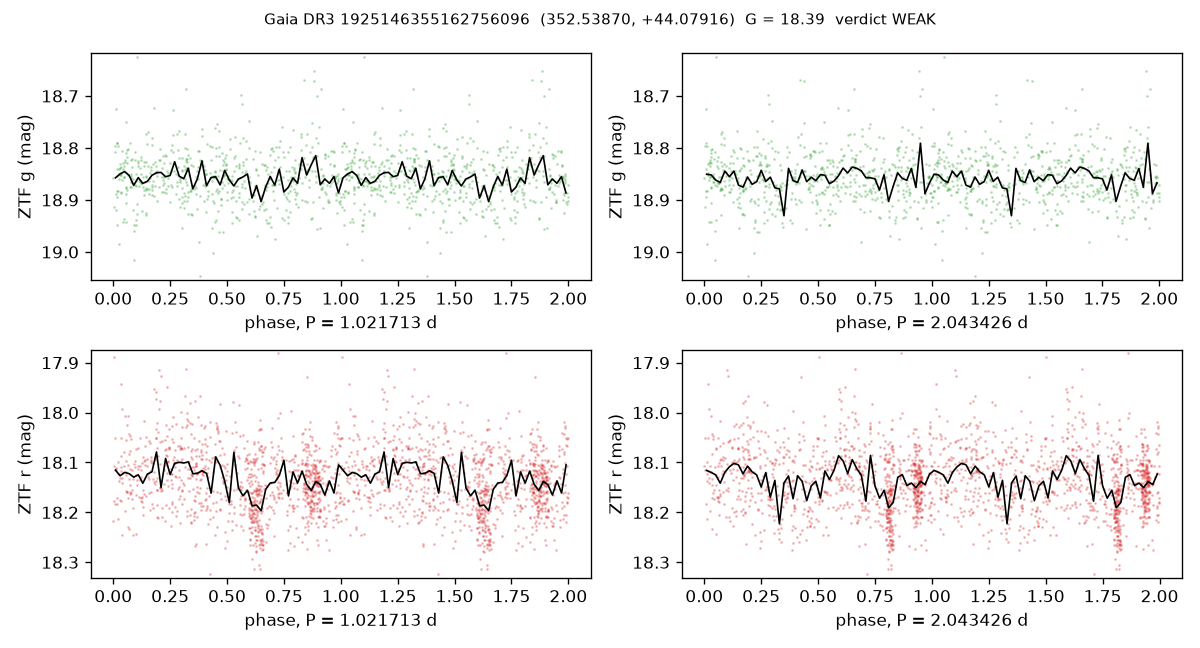 Gaia DR3 1925146355162756096  (352.53870, +44.07916)  G = 18.39  verdict WEAK
ZTF g (mag)
18.7
18.8
18.9
19.0
0.00 0.25 0.50 0.75 1.00 1.25 1.50 1.75 2.00
phase, P = 1.021713 d
ZTF g (mag)
18.7
18.8
18.9
19.0
0.00 0.25 0.50 0.75 1.00 1.25 1.50 1.75 2.00
phase, P = 2.043426 d
ZTF r (mag)
17.9
18.0
18.1
18.2
18.3
0.00 0.25 0.50 0.75 1.00 1.25 1.50 1.75 2.00
phase, P = 1.021713 d
ZTF r (mag)
17.9
18.0
18.1
18.2
18.3
0.00 0.25 0.50 0.75 1.00 1.25 1.50 1.75 2.00
phase, P = 2.043426 d